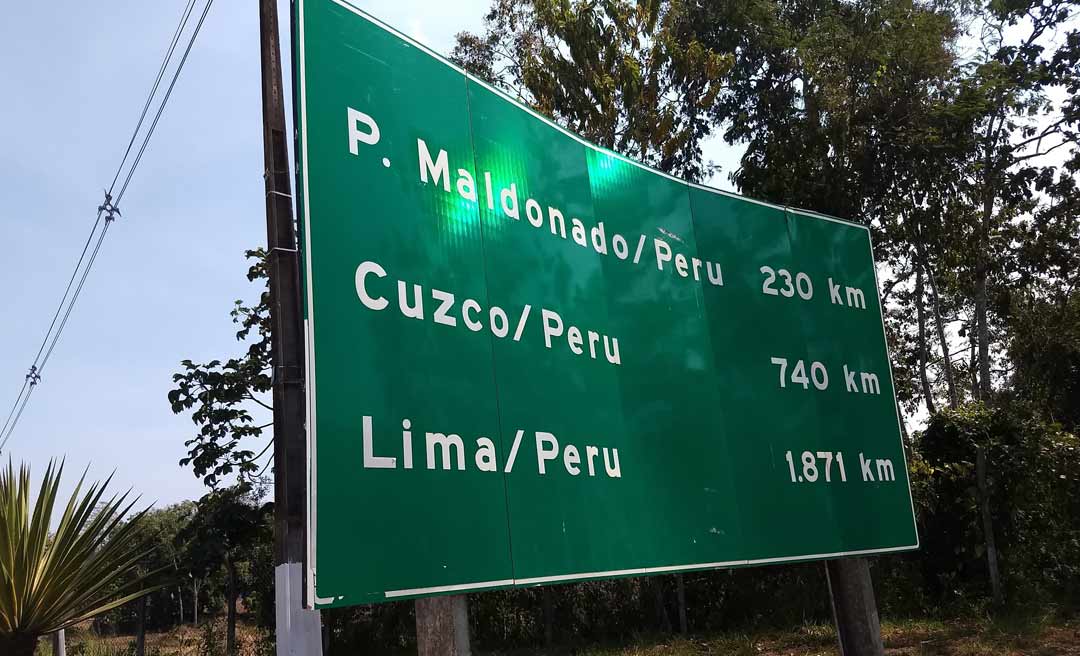 P. Maldonado/Peru 230 km
Cuzco/Peru 740 km
Lima/Peru 1.871 km